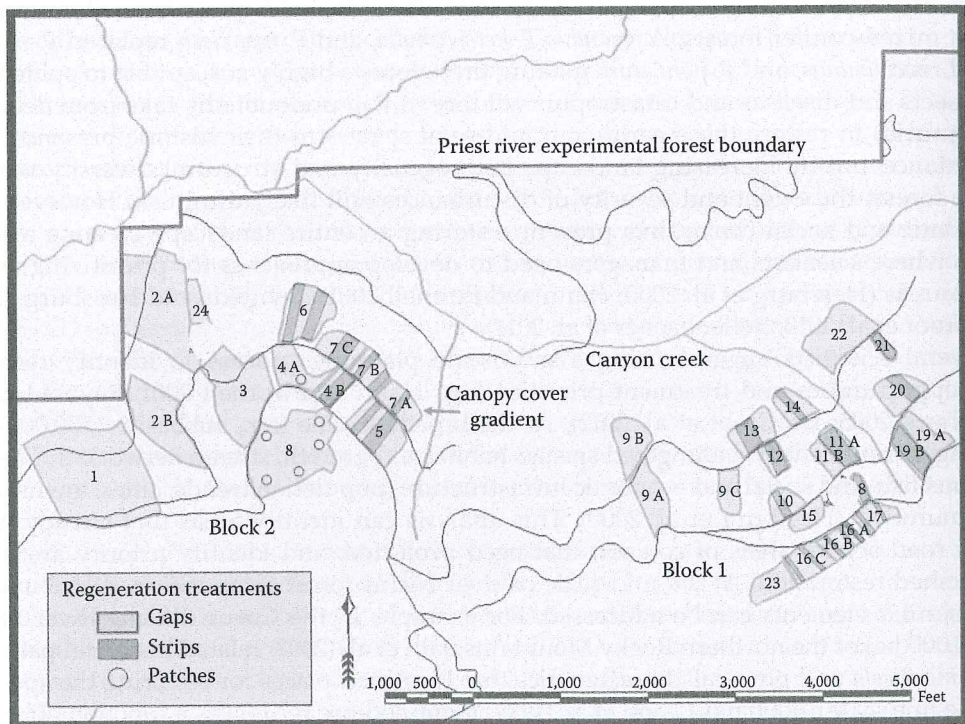 Priest river experimental forest boundary
2 A
24
6
22
21
7 C
Canyon creek
4 A
7 B
20
3
4 B
7 A
Canopy cover
gradient
14
2 B
5
9 B
13
11 A
19 A
8
12
11 B
19 B
1
9 A
9 C
8
10
17
15
16 A
Block 2
16 B
Block 1
16 C
23
Regeneration treatments
Gaps
Strips
Patches
1,000 500 0 1,000 2,000 3,000 4,000 5,000
Feet